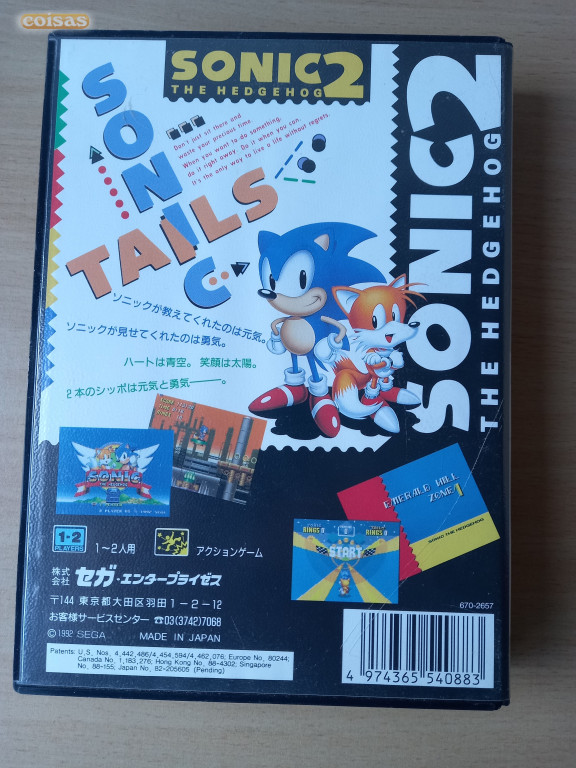 coisas
SONIC 2
THE HEDGEHOG
SONIC
TAILS
Don't just sit there and
waste your precious time.
When you want to do something,
do it right away. Do it when you can.
It's the only way to live a life without regrets.
ソニックが教えてくれたのは元気。
ソニックが見せてくれたのは勇気。
ハートは青空。笑顔は太陽。
2本のシッポは元気と勇気———。
SONIC 2
THE HEDGEHOG
SONIC
THE HEDGEHOG
2
EMERALD HILL
ZONE 1
SONIC THE HEDGEHOG
RINGS
RINGS
START
1-2
PLAYERS
1〜2人用
アクションゲーム
株式会社 セガ・エンタープライゼス
〒144 東京都大田区羽田1-2-12
お客様サービスセンター ☎03(3742)7068
©1992 SEGA MADE IN JAPAN
670-2657
Patents: U.S. Nos. 4,442,486/4,454,594/4,462,076; Europe No. 80244;
Canada No. 1,183,276; Hong Kong No. 88-4302; Singapore
No. 88-155; Japan No. 82-205605 (Pending)
4 974365 540883